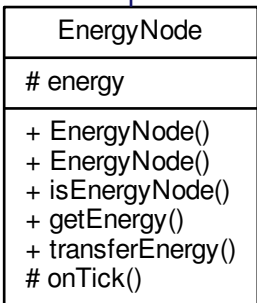 EnergyNode
# energy
+ EnergyNode()
+ EnergyNode()
+ isEnergyNode()
+ getEnergy()
+ transferEnergy()
# onTick()